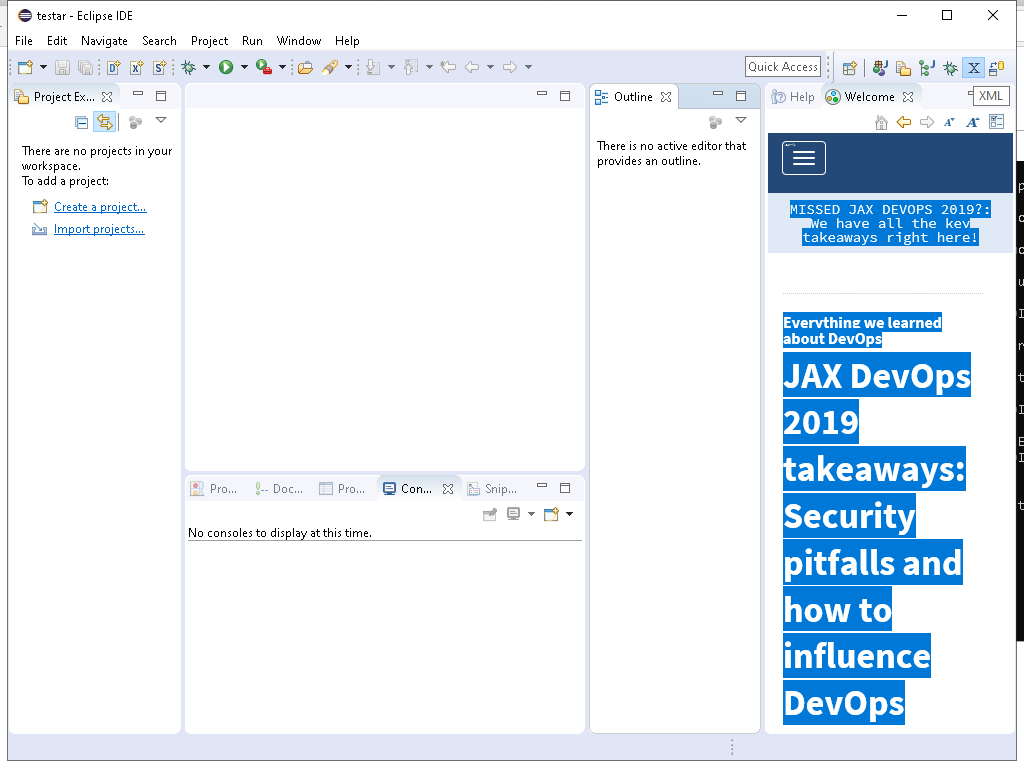 testar - Eclipse IDE
File Edit Navigate Search Project Run Window Help
Quick Access
Project Ex...
Outline
Help
Welcome
XML
There are no projects in your
workspace.
To add a project:
Create a project...
Import projects...
There is no active editor that
provides an outline.
MISSED JAX DEVOPS 2019?:
We have all the key
takeaways right here!
Everything we learned
about DevOps
JAX DevOps
2019
takeaways:
Security
pitfalls and
how to
influence
DevOps
Pro...
Doc...
Pro...
Con...
Snip...
No consoles to display at this time.